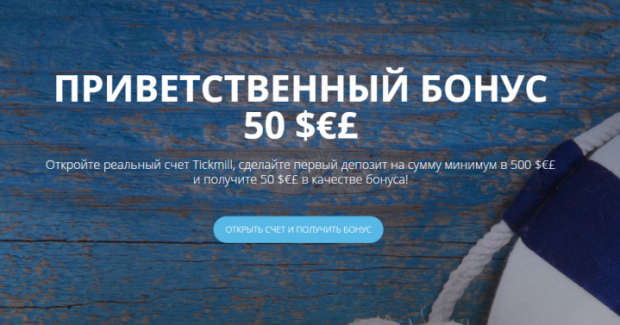 ПРИВЕТСТВЕННЫЙ БОНУС
50 $€£
Откройте реальный счет Tickmill, сделайте первый депозит на сумму минимум в 500 $€£
и получите 50 $€£ в качестве бонуса!
ОТКРЫТЬ СЧЕТ И ПОЛУЧИТЬ БОНУС